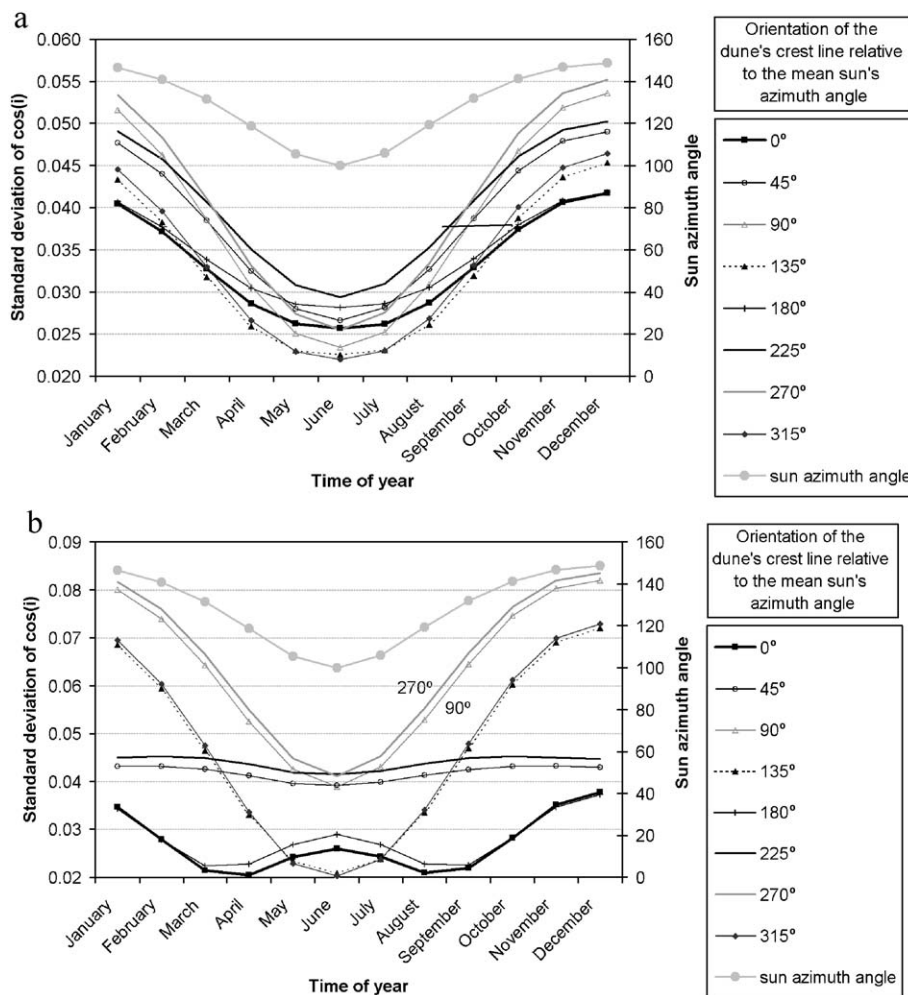 a
0.060
0.055
0.050
0.045
0.040
0.035
0.030
0.025
0.020
Standard deviation of cos(i)
160
140
120
100
80
60
40
20
0
Sun azimuth angle
January
February
March
April
May
June
July
August
September
October
November
December
Time of year
Orientation of the
dune's crest line relative
to the mean sun's
azimuth angle
0º
45º
90º
135º
180º
225º
270º
315º
sun azimuth angle
b
0.09
0.08
0.07
0.06
0.05
0.04
0.03
0.02
Standard deviation of cos(i)
270º
90º
160
140
120
100
80
60
40
20
0
Sun azimuth angle
January
February
March
April
May
June
July
August
September
October
November
December
Time of year
Orientation of the
dune's crest line relative
to the mean sun's
azimuth angle
0º
45º
90º
135º
180º
225º
270º
315º
sun azimuth angle